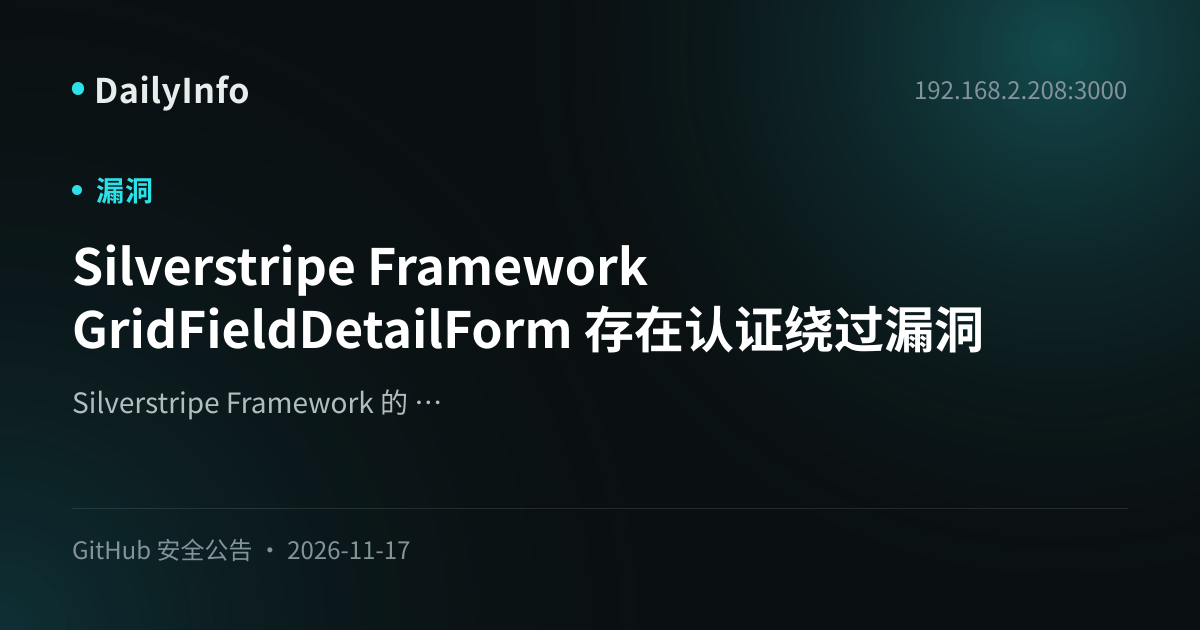 DailyInfo
192.168.2.208:3000
漏洞
Silverstripe Framework
GridFieldDetailForm 存在认证绕过漏洞
Silverstripe Framework 的 …
GitHub 安全公告 · 2026-11-17